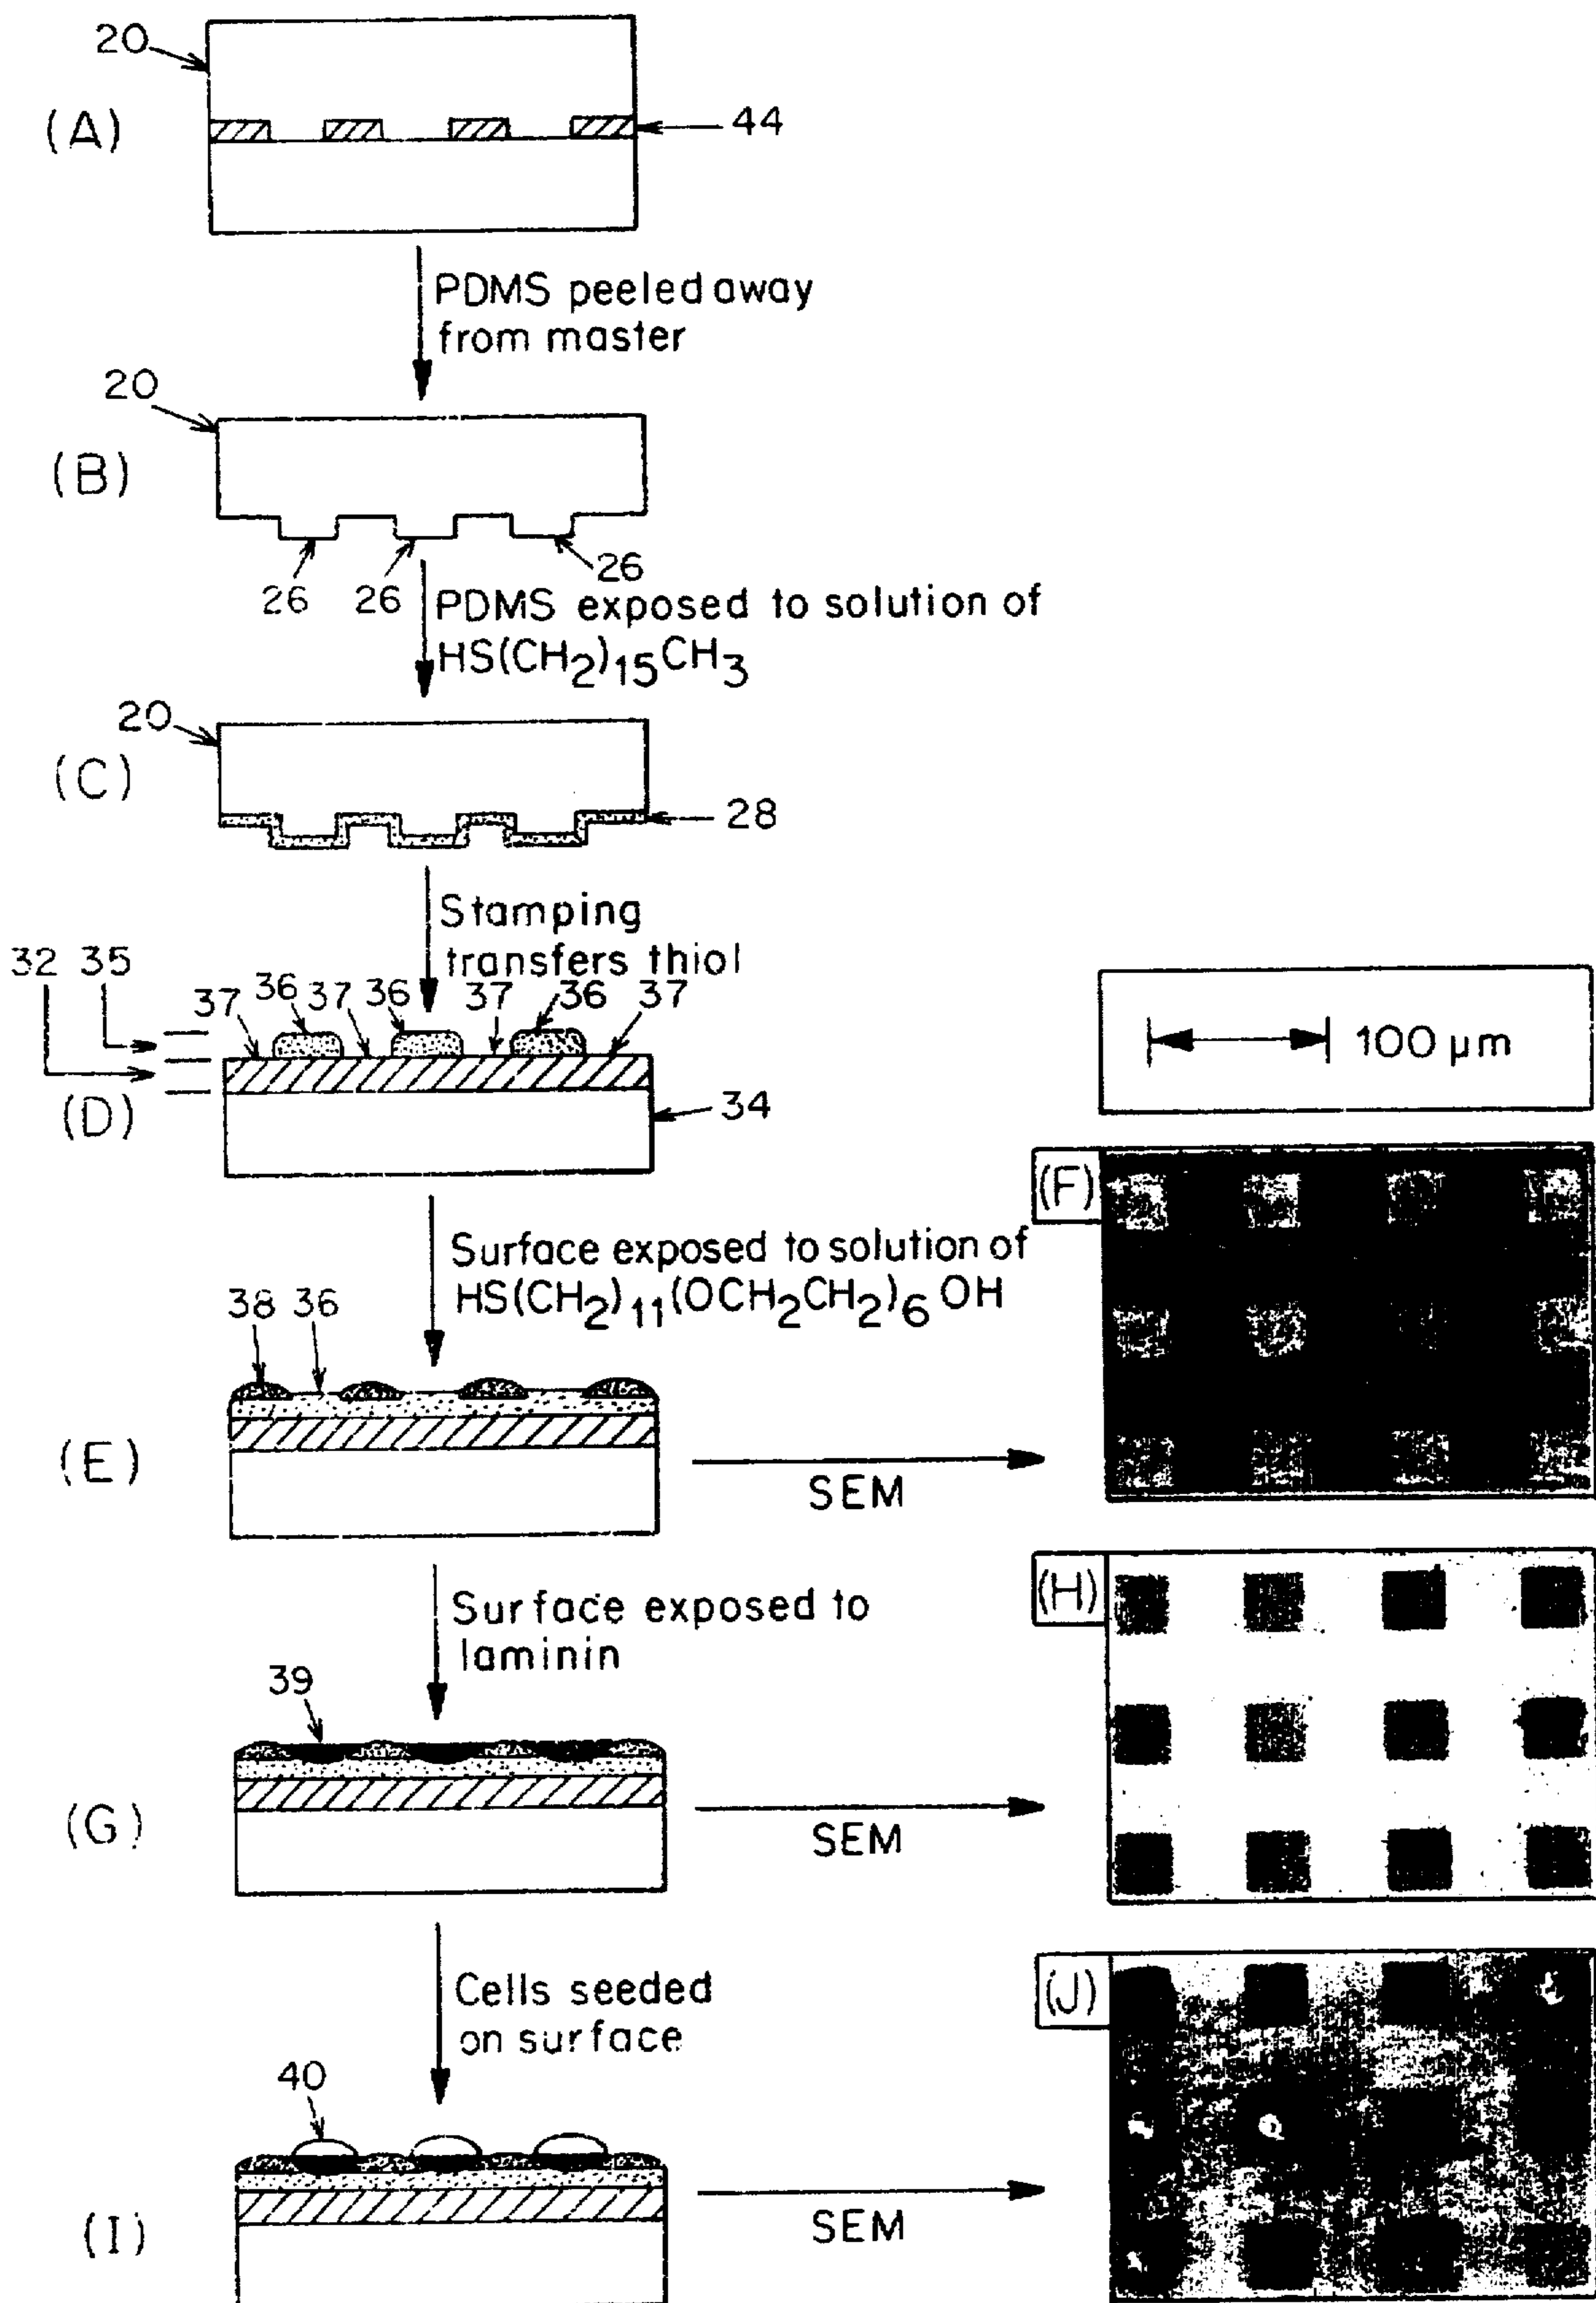 20
(A)
44
PDMS peeled away
from master
20
(B)
26 26 26
PDMS exposed to solution of
HS(CH2)15CH3
20
(C)
28
Stamping
transfers thiol
32 35
37 36 37 36 37 36 37
(D)
34
100 μm
(F)
Surface exposed to solution of
HS(CH2)11(OCH2CH2)6OH
38 36
(E)
SEM
(H)
Surface exposed to
laminin
39
(G)
SEM
(J)
Cells seeded
on surface
40
(I)
SEM